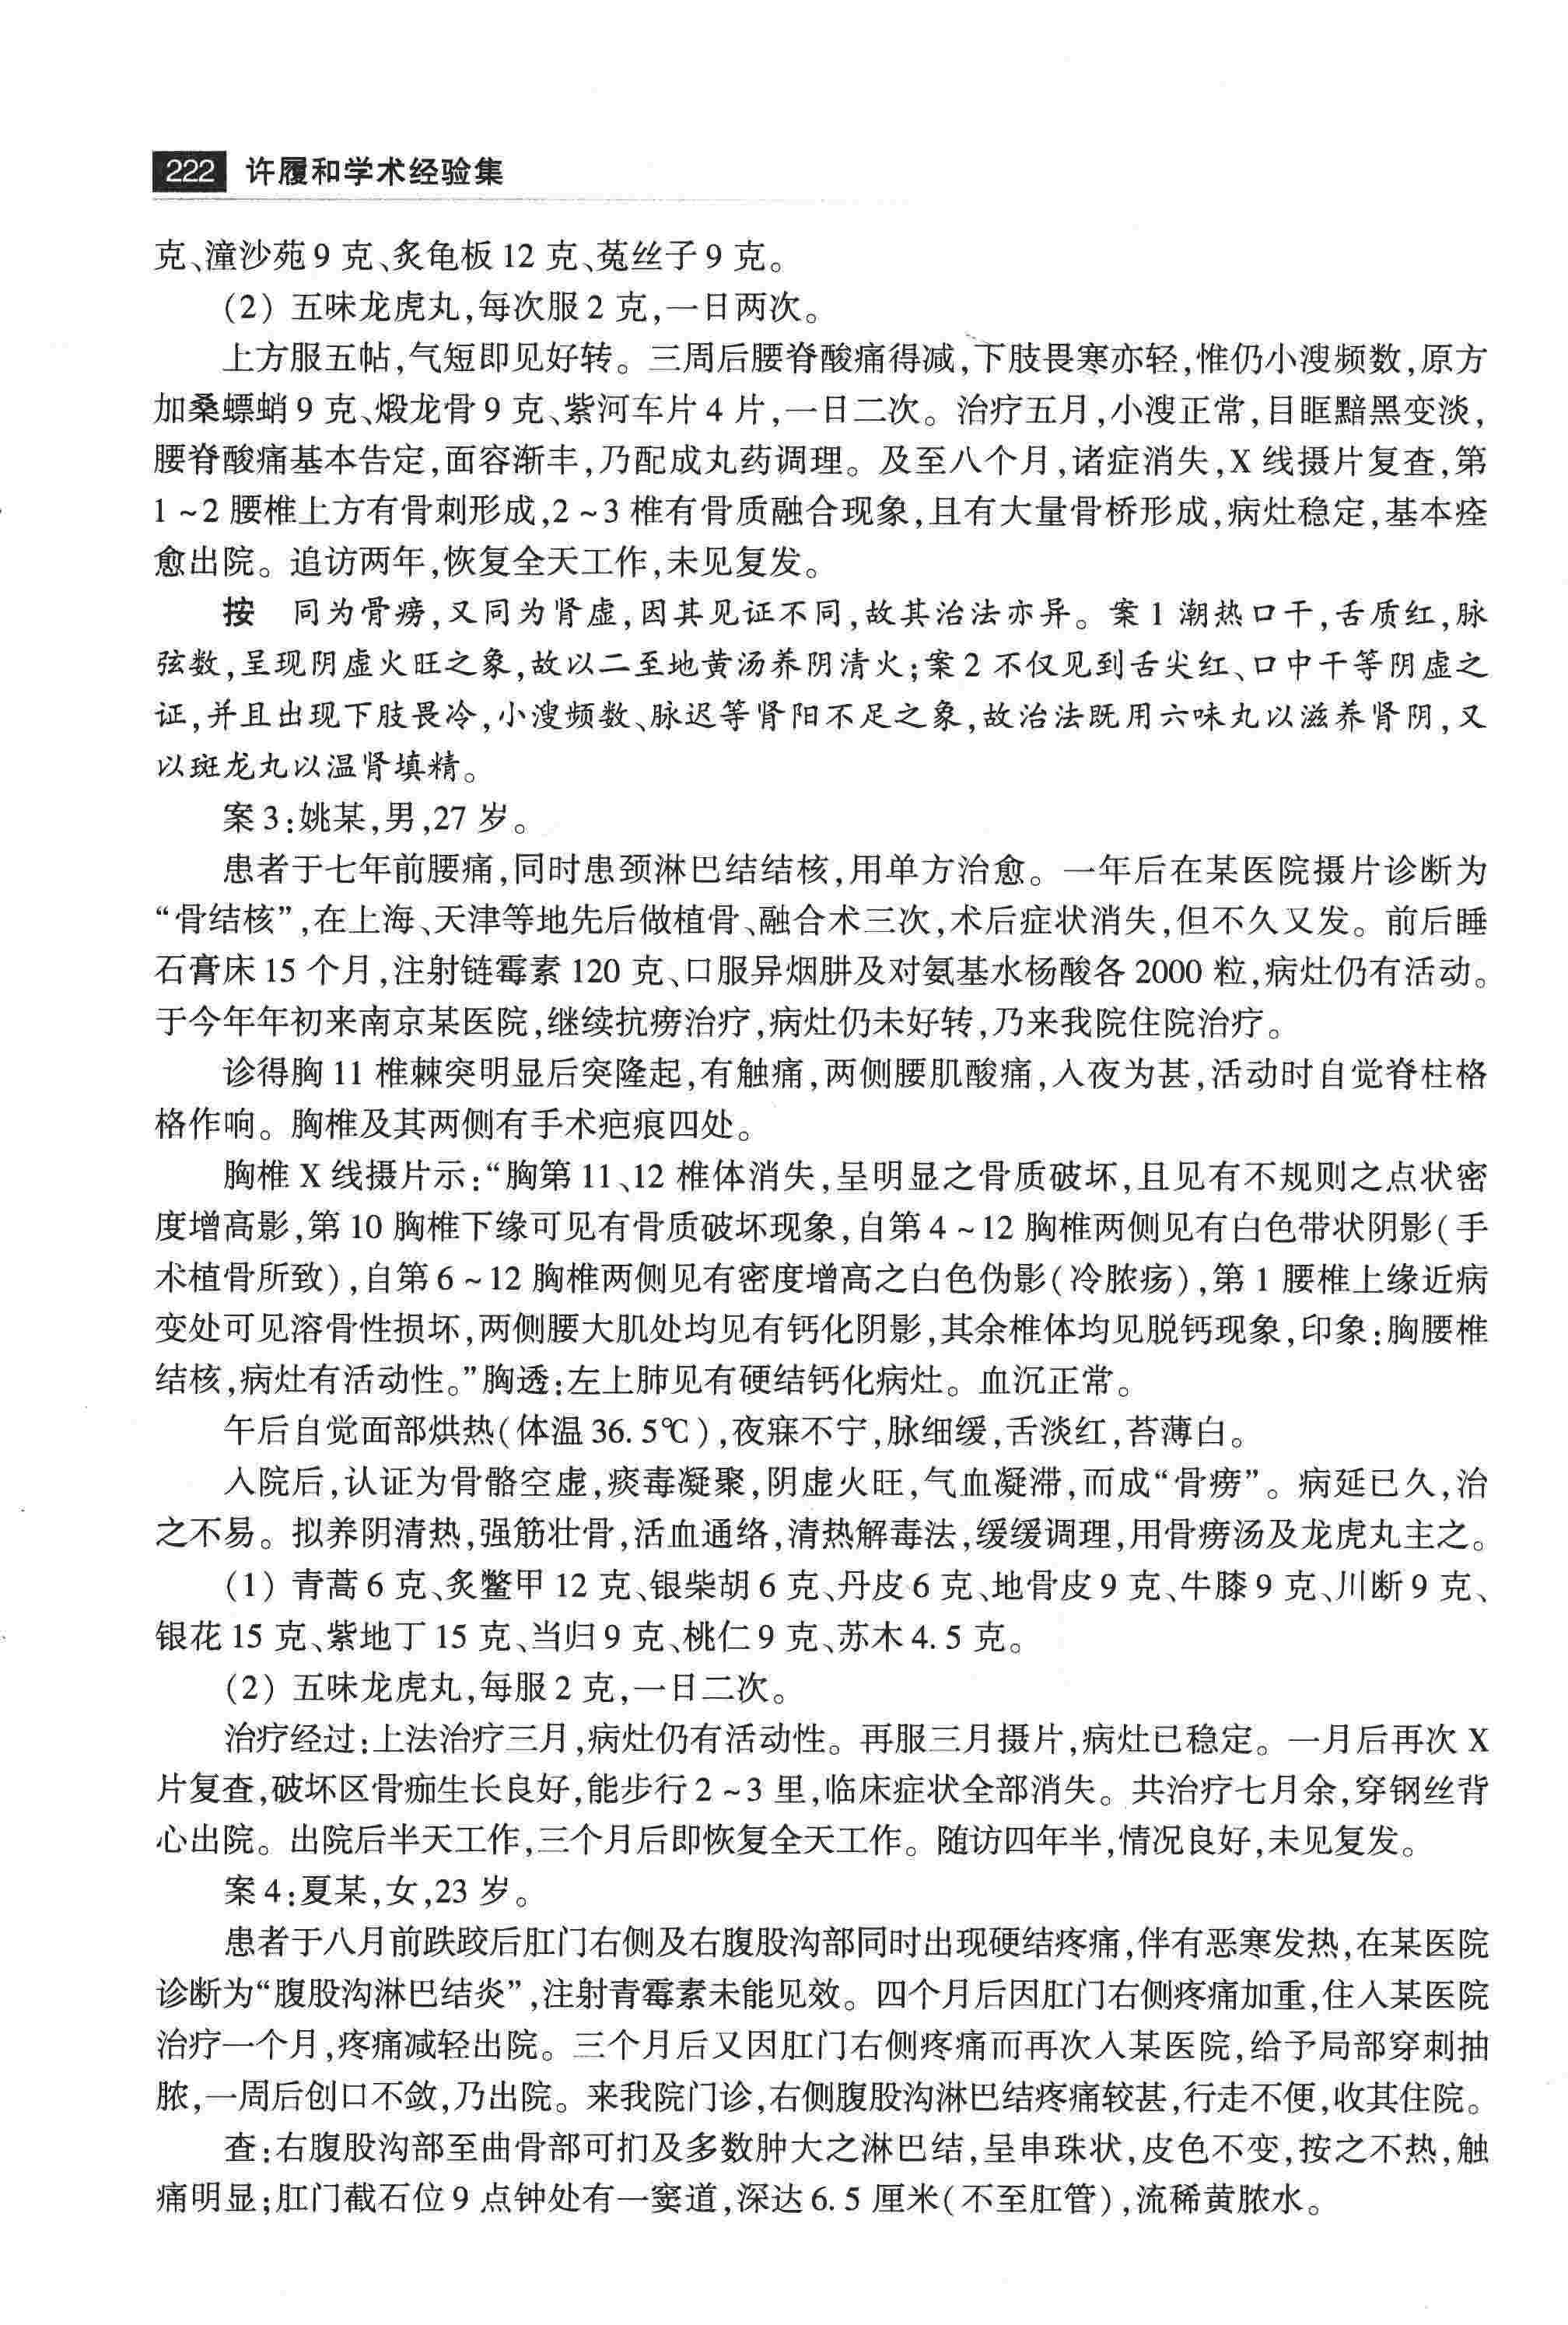 222 许履和学术经验集
克、潼沙苑9克、炙龟板12克、菟丝子9克。
(2) 五味龙虎丸,每次服2克,一日两次。
上方服五帖,气短即见好转。三周后腰脊酸痛得减,下肢畏寒亦轻,惟仍小溲频数,原方
加桑螵蛸9克、煅龙骨9克、紫河车片4片,一日二次。治疗五月,小溲正常,目眶黯黑变淡,
腰脊酸痛基本告定,面容渐丰,乃配成丸药调理。及至八个月,诸症消失,X线摄片复查,第
1~2腰椎上方有骨刺形成,2~3椎有骨质融合现象,且有大量骨桥形成,病灶稳定,基本痊
愈出院。追访两年,恢复全天工作,未见复发。
按 同为骨痨,又同为肾虚,因其见证不同,故其治法亦异。案1潮热口干,舌质红,脉
弦数,呈现阴虚火旺之象,故以二至地黄汤养阴清火;案2不仅见到舌尖红、口中干等阴虚之
证,并且出现下肢畏冷,小溲频数、脉迟等肾阳不足之象,故治法既用六味丸以滋养肾阴,又
以斑龙丸以温肾填精。
案3:姚某,男,27岁。
患者于七年前腰痛,同时患颈淋巴结结核,用单方治愈。一年后在某医院摄片诊断为
“骨结核”,在上海、天津等地先后做植骨、融合术三次,术后症状消失,但不久又发。前后睡
石膏床15个月,注射链霉素120克、口服异烟肼及对氨基水杨酸各2000粒,病灶仍有活动。
于今年年初来南京某医院,继续抗痨治疗,病灶仍未好转,乃来我院住院治疗。
诊得胸11椎棘突明显后突隆起,有触痛,两侧腰肌酸痛,入夜为甚,活动时自觉脊柱格
格作响。胸椎及其两侧有手术疤痕四处。
胸椎X线摄片示:“胸第11、12椎体消失,呈明显之骨质破坏,且见有不规则之点状密
度增高影,第10胸椎下缘可见有骨质破坏现象,自第4~12胸椎两侧见有白色带状阴影(手
术植骨所致),自第6~12胸椎两侧见有密度增高之白色伪影(冷脓疡),第1腰椎上缘近病
变处可见溶骨性损坏,两侧腰大肌处均见有钙化阴影,其余椎体均见脱钙现象,印象:胸腰椎
结核,病灶有活动性。”胸透:左上肺见有硬结钙化病灶。血沉正常。
午后自觉面部烘热(体温36.5℃),夜寐不宁,脉细缓,舌淡红,苔薄白。
入院后,认证为骨骼空虚,痰毒凝聚,阴虚火旺,气血凝滞,而成“骨痨”。病延已久,治
之不易。拟养阴清热,强筋壮骨,活血通络,清热解毒法,缓缓调理,用骨痨汤及龙虎丸主之。
(1) 青蒿6克、炙鳖甲12克、银柴胡6克、丹皮6克、地骨皮9克、牛膝9克、川断9克、
银花15克、紫地丁15克、当归9克、桃仁9克、苏木4.5克。
(2) 五味龙虎丸,每服2克,一日二次。
治疗经过:上法治疗三月,病灶仍有活动性。再服三月摄片,病灶已稳定。一月后再次X
片复查,破坏区骨痂生长良好,能步行2~3里,临床症状全部消失。共治疗七月余,穿钢丝背
心出院。出院后半天工作,三个月后即恢复全天工作。随访四年半,情况良好,未见复发。
案4:夏某,女,23岁。
患者于八月前跌跤后肛门右侧及右腹股沟部同时出现硬结疼痛,伴有恶寒发热,在某医院
诊断为“腹股沟淋巴结炎”,注射青霉素未能见效。四个月后因肛门右侧疼痛加重,住入某医院
治疗一个月,疼痛减轻出院。三个月后又因肛门右侧疼痛而再次入某医院,给予局部穿刺抽
脓,一周后创口不敛,乃出院。来我院门诊,右侧腹股沟淋巴结疼痛较甚,行走不便,收其住院。
查:右腹股沟部至曲骨部可扪及多数肿大之淋巴结,呈串珠状,皮色不变,按之不热,触
痛明显;肛门截石位9点钟处有一窦道,深达6.5厘米(不至肛管),流稀黄脓水。